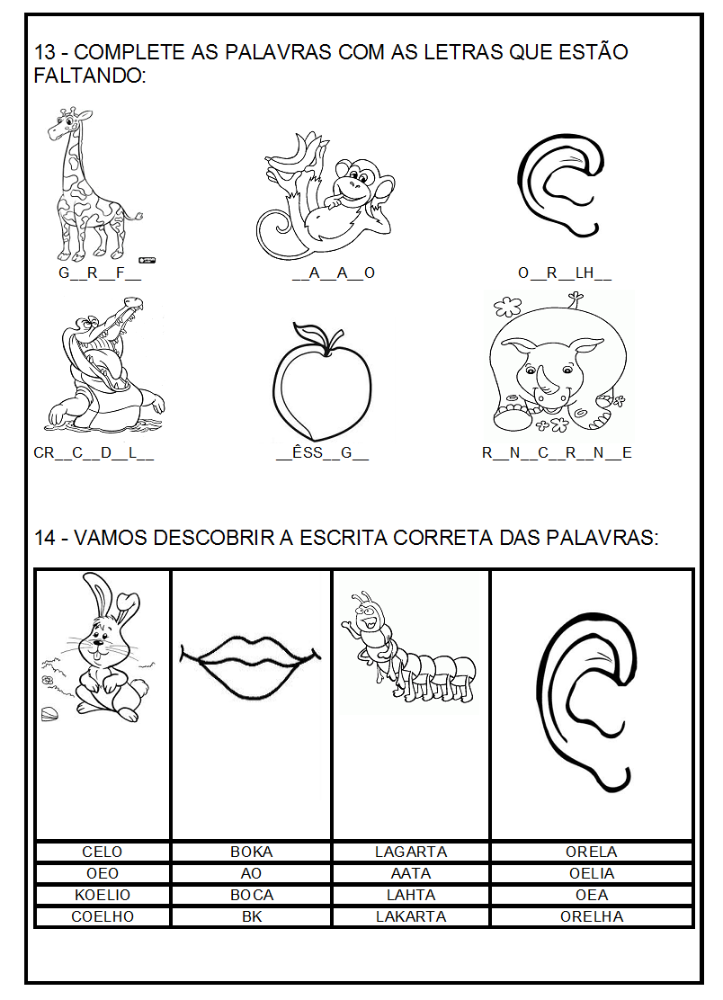 13 - COMPLETE AS PALAVRAS COM AS LETRAS QUE ESTÃO
FALTANDO:
G__R__F__ __A__A__O O__R__LH__
CR__C__D__L__ __ÊSS__G__ R__N__C__R__N__E
14 - VAMOS DESCOBRIR A ESCRITA CORRETA DAS PALAVRAS:
CELO BOKA LAGARTA ORELA
OEO AO AATA OELIA
KOELIO BOCA LAHTA OEA
COELHO BK LAKARTA ORELHA